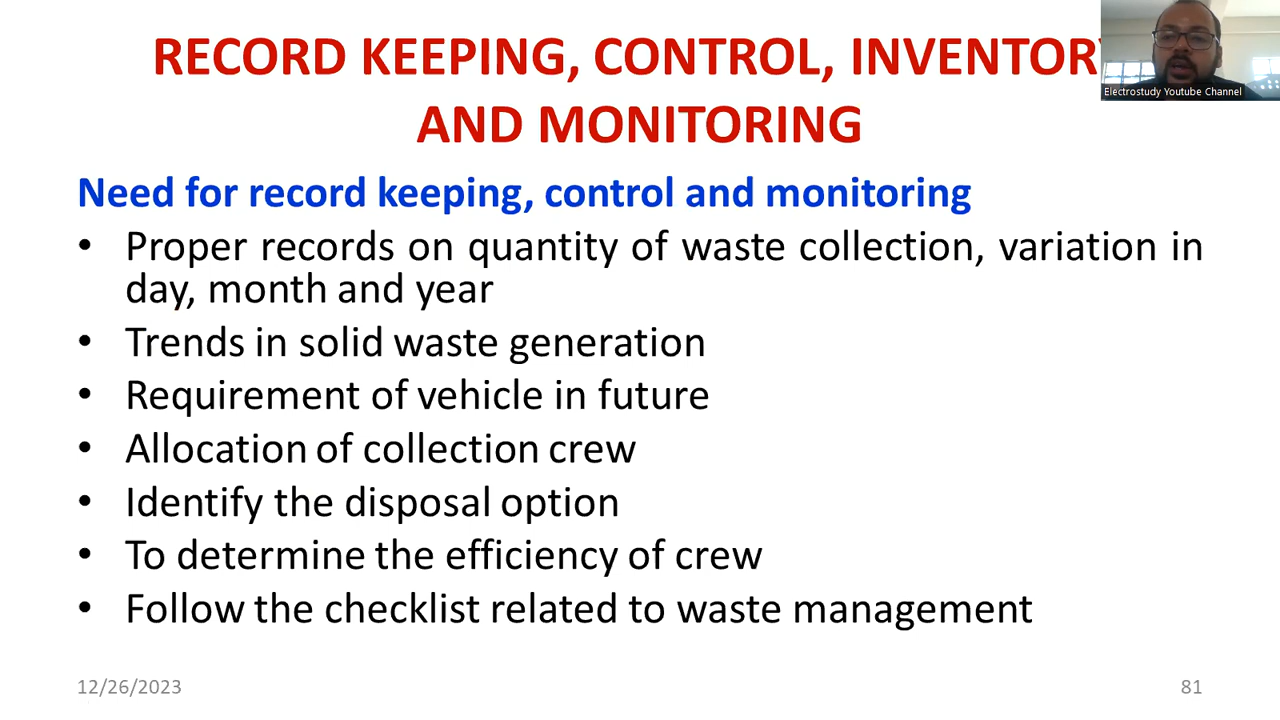 RECORD KEEPING, CONTROL, INVENTOR
AND MONITORING
Electrostudy Youtube Channel
Need for record keeping, control and monitoring
• Proper records on quantity of waste collection, variation in
day, month and year
• Trends in solid waste generation
• Requirement of vehicle in future
• Allocation of collection crew
• Identify the disposal option
• To determine the efficiency of crew
• Follow the checklist related to waste management
12/26/2023
81